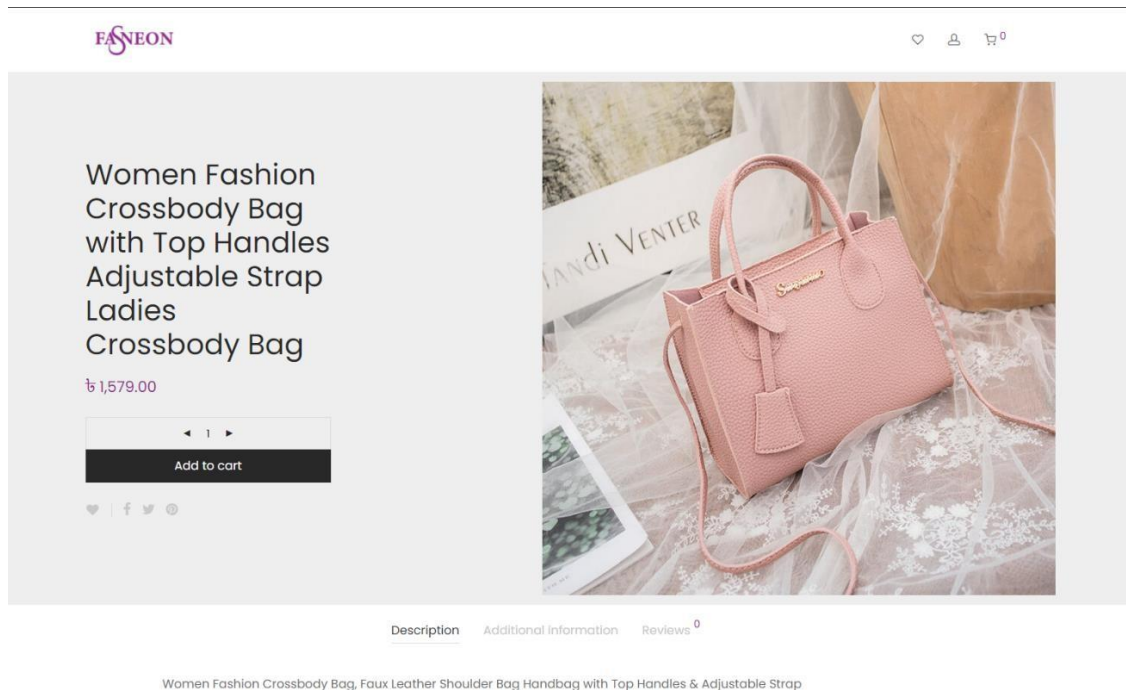 FASNEON
0
Women Fashion
Crossbody Bag
with Top Handles
Adjustable Strap
Ladies
Crossbody Bag
৳ 1,579.00
◄ 1 ►
Add to cart
VENTER
Description Additional information Reviews 0
Women Fashion Crossbody Bag, Faux Leather Shoulder Bag Handbag with Top Handles & Adjustable Strap